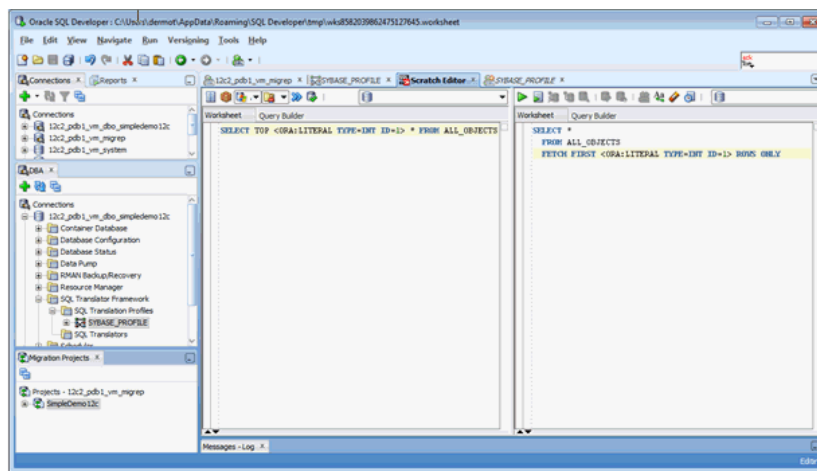 Oracle SQL Developer : C:\Users\dermot\AppData\Roaming\SQL Developer\tmp\wks8582039862475127645.worksheet
File Edit View Navigate Run Versioning Tools Help
Connections x Reports x
Connections
12c2_pdb1_vm_dbo_simpledemo12c
12c2_pdb1_vm_migrep
12c2_pdb1_vm_system
DBA x
Connections
12c2_pdb1_vm_dbo_simpledemo12c
Container Database
Database Configuration
Database Status
Data Pump
RMAN Backup/Recovery
Resource Manager
SQL Translator Framework
SQL Translation Profiles
SYBASE_PROFILE
SQL Translators
Scheduler
Migration Projects x
Projects - 12c2_pdb1_vm_migrep
SimpleDemo12c
12c2_pdb1_vm_migrep x SYBASE_PROFILE x Scratch Editor x SYBASE_PROFILE x
Worksheet Query Builder
SELECT TOP <ORA:LITERAL TYPE=INT ID=1> * FROM ALL_OBJECTS
Worksheet Query Builder
SELECT *
FROM ALL_OBJECTS
FETCH FIRST <ORA:LITERAL TYPE=INT ID=1> ROWS ONLY
Messages - Log x